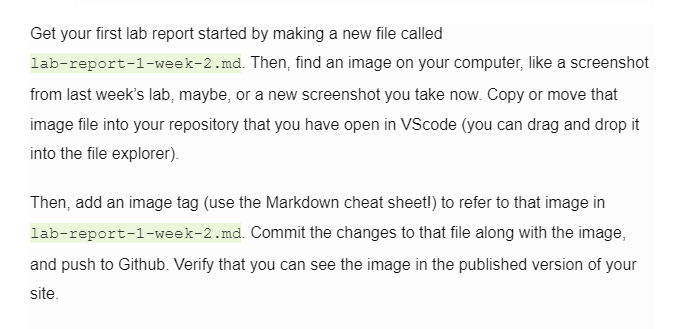 Get your first lab report started by making a new file called
lab-report-1-week-2.md. Then, find an image on your computer, like a screenshot
from last week's lab, maybe, or a new screenshot you take now. Copy or move that
image file into your repository that you have open in VScode (you can drag and drop it
into the file explorer).
Then, add an image tag (use the Markdown cheat sheet!) to refer to that image in
lab-report-1-week-2.md. Commit the changes to that file along with the image,
and push to Github. Verify that you can see the image in the published version of your
site.